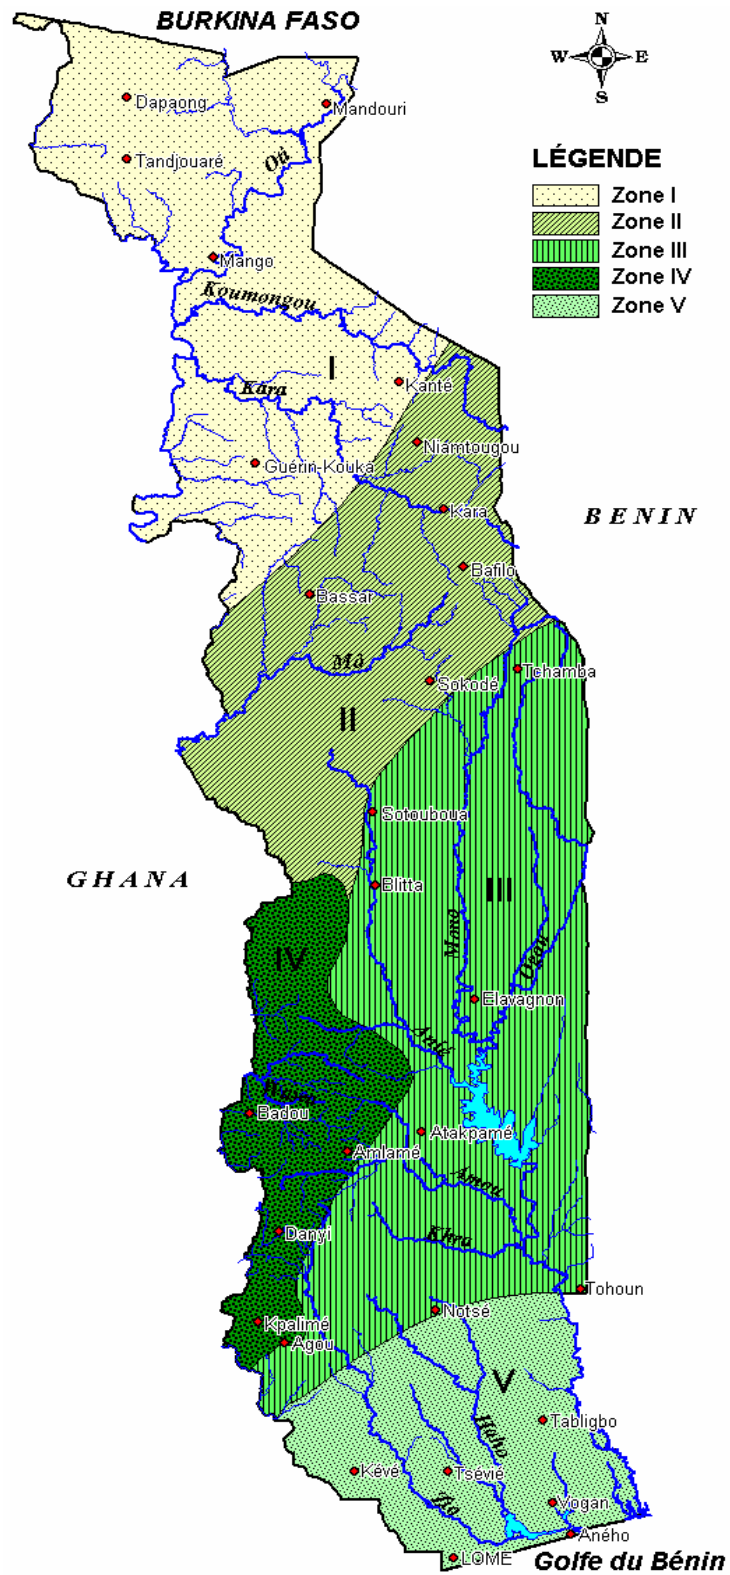 BURKINA FASO
N
W E
S
Dapaong
Mandouri
Oti
Tandjouaré
LÉGENDE
Zone I
Zone II
Zone III
Zone IV
Zone V
Mango
Koumongou
I
Kara
Kanté
Niamtougou
Guérin-Kouka
Kara
BENIN
Bafilo
Bassar
Mô
Tchamba
Sokodé
II
Sotouboua
GHANA
Blitta
III
Mono
Ogou
IV
Elavagnon
Anié
Badou
Atakpamé
Amlamé
Amou
Danyi
Khra
Tohoun
Notsé
Kpalimé
Agou
V
Tabligbo
Haho
Kévé
Tsévié
Zio
Vogan
Aného
LOME
Golfe du Bénin